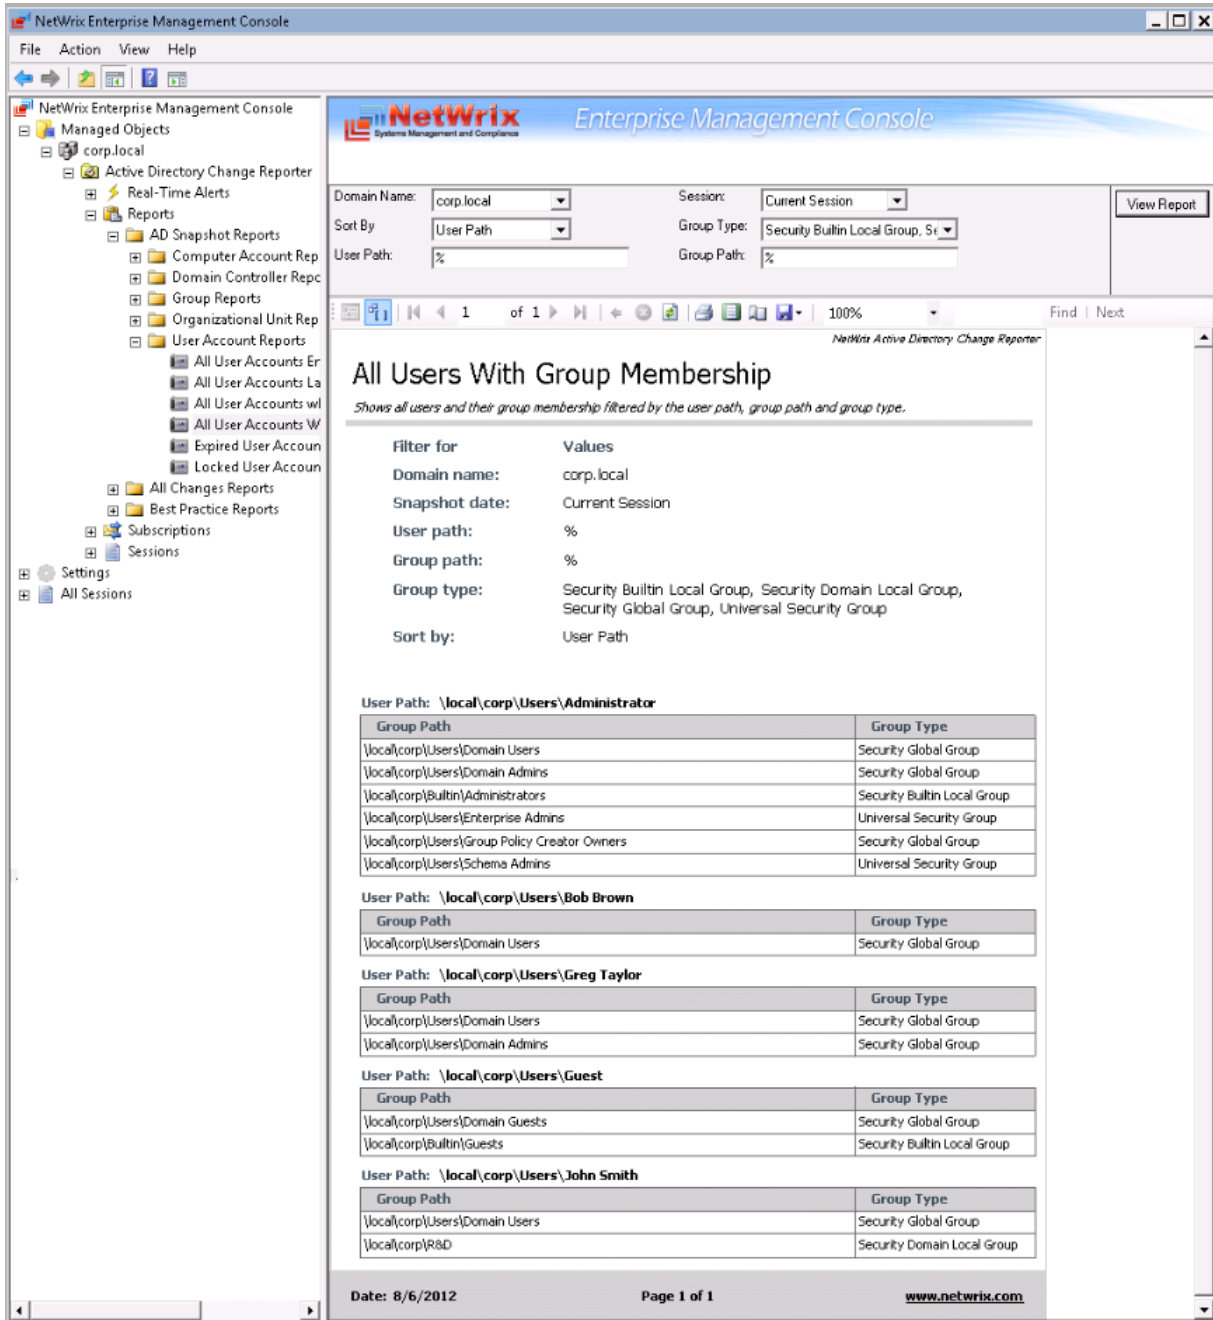 NetWrix Enterprise Management Console
File Action View Help
NetWrix Enterprise Management Console
Managed Objects
corp.local
Active Directory Change Reporter
Real-Time Alerts
Reports
AD Snapshot Reports
Computer Account Rep
Domain Controller Repc
Group Reports
Organizational Unit Rep
User Account Reports
All User Accounts Er
All User Accounts La
All User Accounts wl
All User Accounts W
Expired User Accoun
Locked User Accoun
All Changes Reports
Best Practice Reports
Subscriptions
Sessions
Settings
All Sessions
NetWrix Enterprise Management Console
Systems Management and Compliance
Domain Name: corp.local Session: Current Session View Report
Sort By User Path Group Type: Security Builtin Local Group, Se
User Path: % Group Path: %
1 of 1 100% Find | Next
NetWrix Active Directory Change Reporter
All Users With Group Membership
Shows all users and their group membership filtered by the user path, group path and group type.
Filter for Values
Domain name: corp.local
Snapshot date: Current Session
User path: %
Group path: %
Group type: Security Builtin Local Group, Security Domain Local Group,
Security Global Group, Universal Security Group
Sort by: User Path
User Path: \local\corp\Users\Administrator
Group Path Group Type
\local\corp\Users\Domain Users Security Global Group
\local\corp\Users\Domain Admins Security Global Group
\local\corp\Builtin\Administrators Security Builtin Local Group
\local\corp\Users\Enterprise Admins Universal Security Group
\local\corp\Users\Group Policy Creator Owners Security Global Group
\local\corp\Users\Schema Admins Universal Security Group
User Path: \local\corp\Users\Bob Brown
Group Path Group Type
\local\corp\Users\Domain Users Security Global Group
User Path: \local\corp\Users\Greg Taylor
Group Path Group Type
\local\corp\Users\Domain Users Security Global Group
\local\corp\Users\Domain Admins Security Global Group
User Path: \local\corp\Users\Guest
Group Path Group Type
\local\corp\Users\Domain Guests Security Global Group
\local\corp\Builtin\Guests Security Builtin Local Group
User Path: \local\corp\Users\John Smith
Group Path Group Type
\local\corp\Users\Domain Users Security Global Group
\local\corp\R&D Security Domain Local Group
Date: 8/6/2012 Page 1 of 1 www.netwrix.com